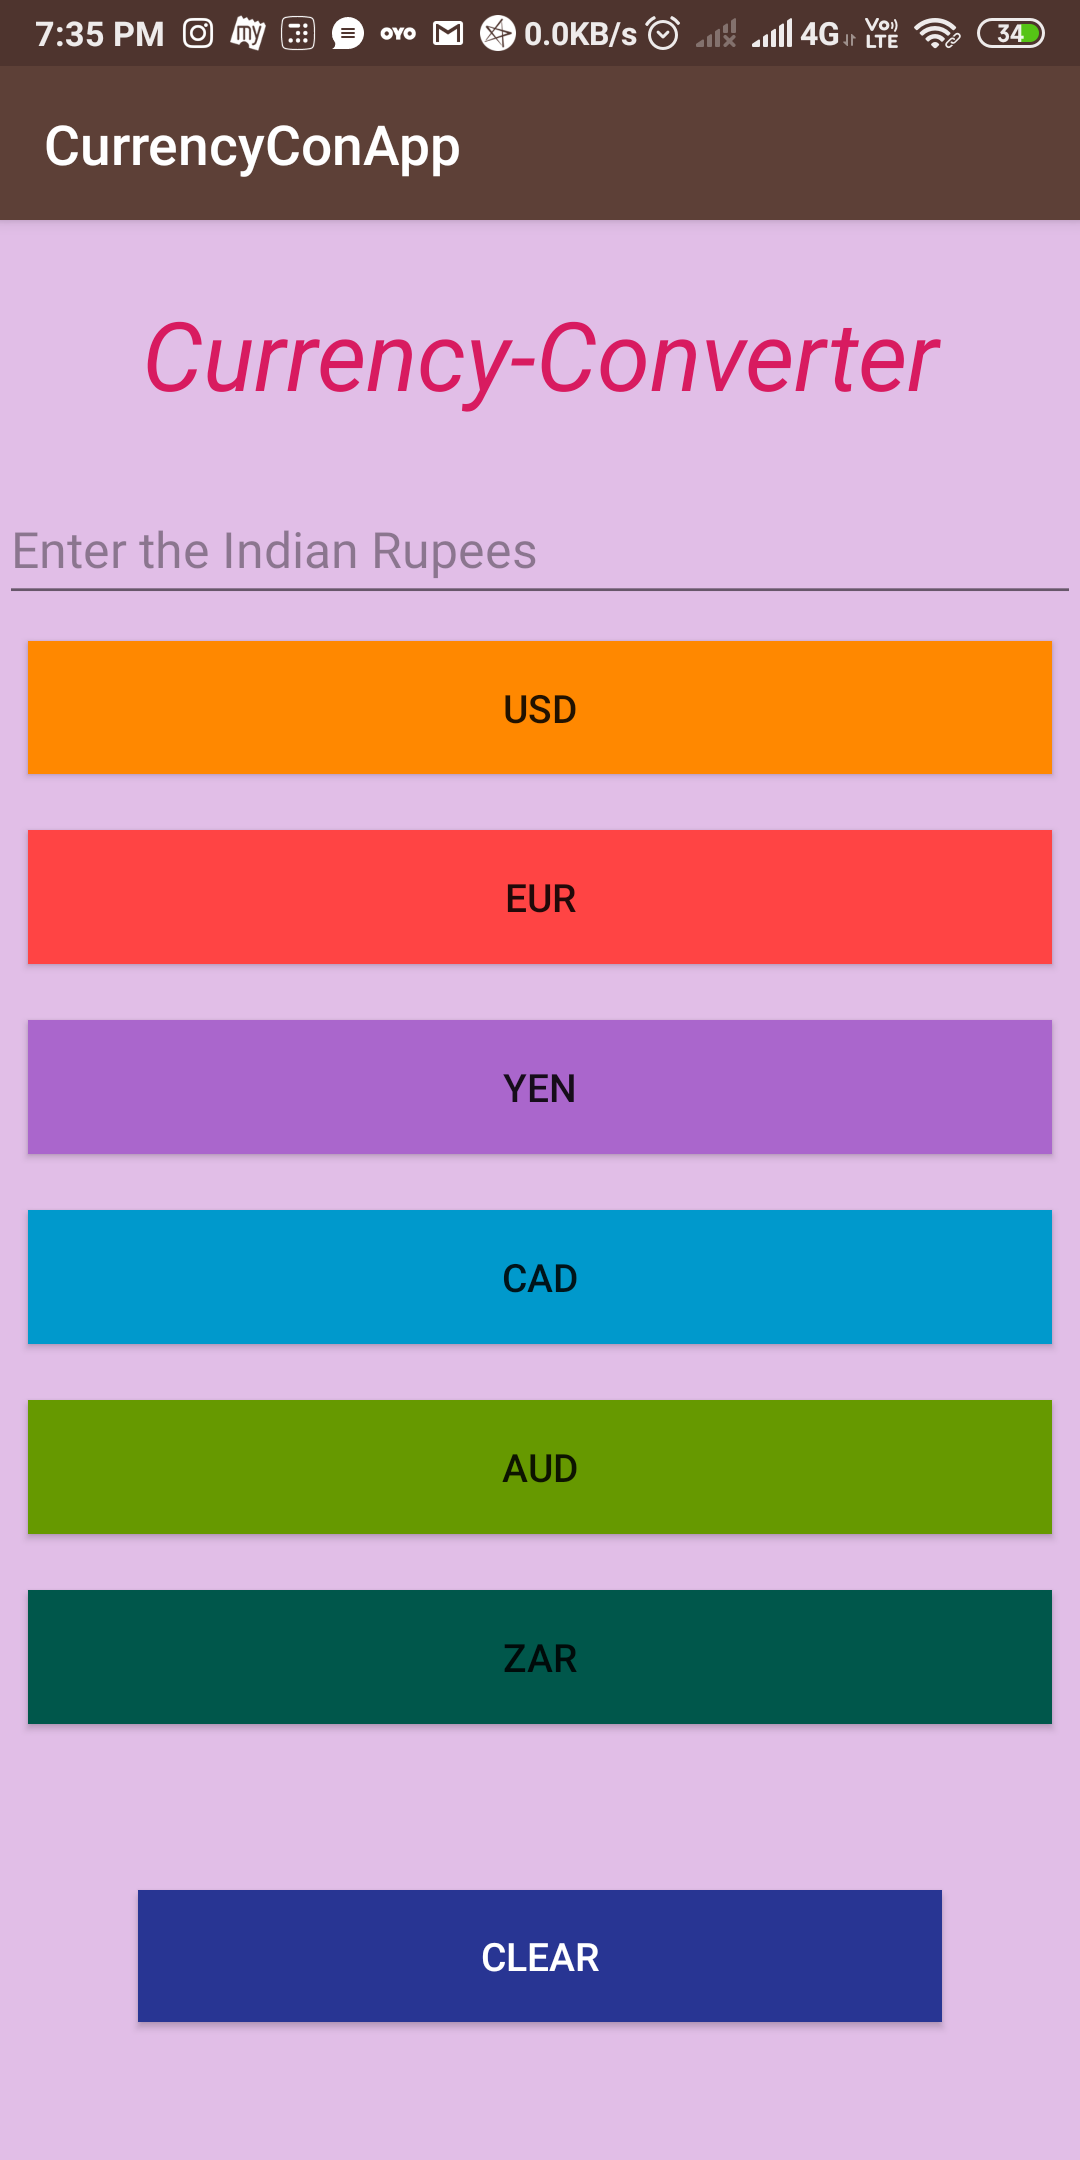 7:35 PM my OYO 0.0KB/s 4G VO)) LTE 34
CurrencyConApp
Currency-Converter
Enter the Indian Rupees
USD
EUR
YEN
CAD
AUD
ZAR
CLEAR